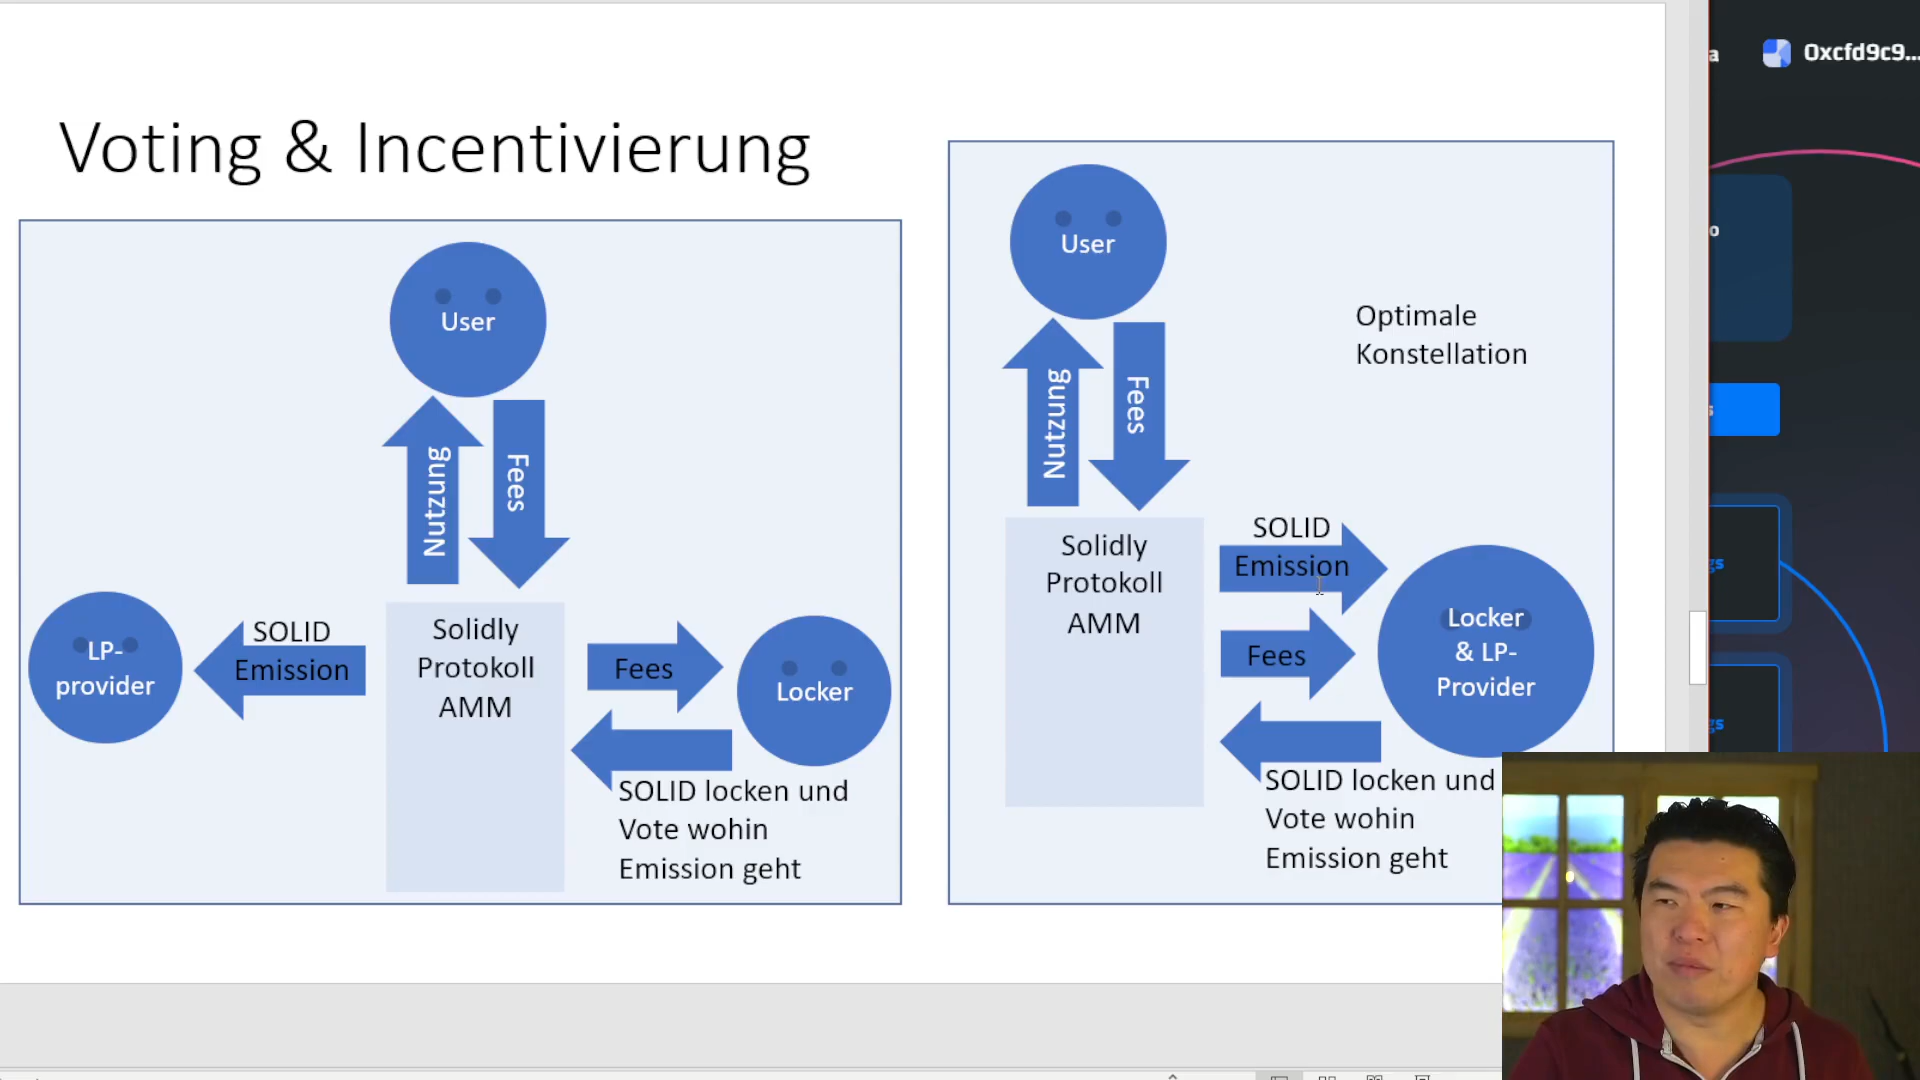 Voting & Incentivierung
User
Nutzung
Fees
LP-
provider
SOLID
Emission
Solidly
Protokoll
AMM
Fees
Locker
SOLID locken und
Vote wohin
Emission geht
User
Optimale
Konstellation
Nutzung
Fees
Solidly
Protokoll
AMM
SOLID
Emission
Fees
Locker
& LP-
Provider
SOLID locken und
Vote wohin
Emission geht
a
0xcfd9c9...
o
s
gs
gs